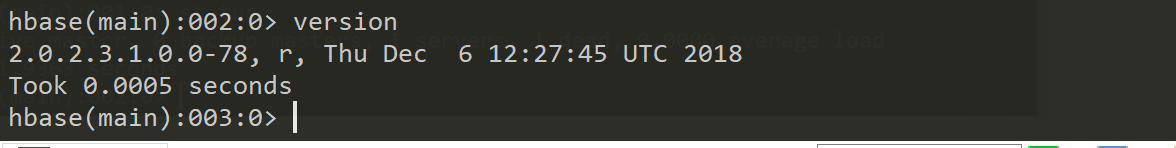 hbase(main):002:0> version
2.0.2.3.1.0.0-78, r, Thu Dec  6 12:27:45 UTC 2018
Took 0.0005 seconds
hbase(main):003:0>